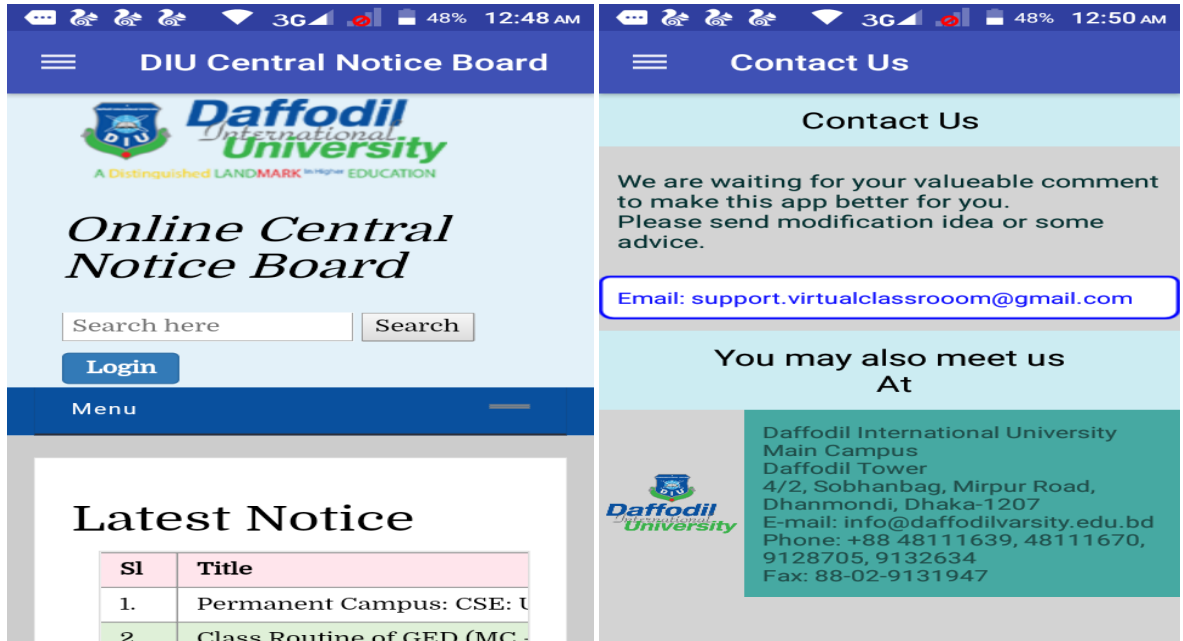 3G 48% 12:48 AM
DIU Central Notice Board
DIU
Daffodil
International
University
A Distinguished LANDMARK in Higher EDUCATION
Online Central
Notice Board
Search here Search
Login
Menu
Latest Notice
Sl Title
1. Permanent Campus: CSE:
2. Class Routine of GED (MC -
3G 48% 12:50 AM
Contact Us
Contact Us
We are waiting for your valueable comment
to make this app better for you.
Please send modification idea or some
advice.
Email: support.virtualclassrooom@gmail.com
You may also meet us
At
DIU
Daffodil
International
University
Daffodil International University
Main Campus
Daffodil Tower
4/2, Sobhanbag, Mirpur Road,
Dhanmondi, Dhaka-1207
E-mail: info@daffodilvarsity.edu.bd
Phone: +88 48111639, 48111670,
9128705, 9132634
Fax: 88-02-9131947